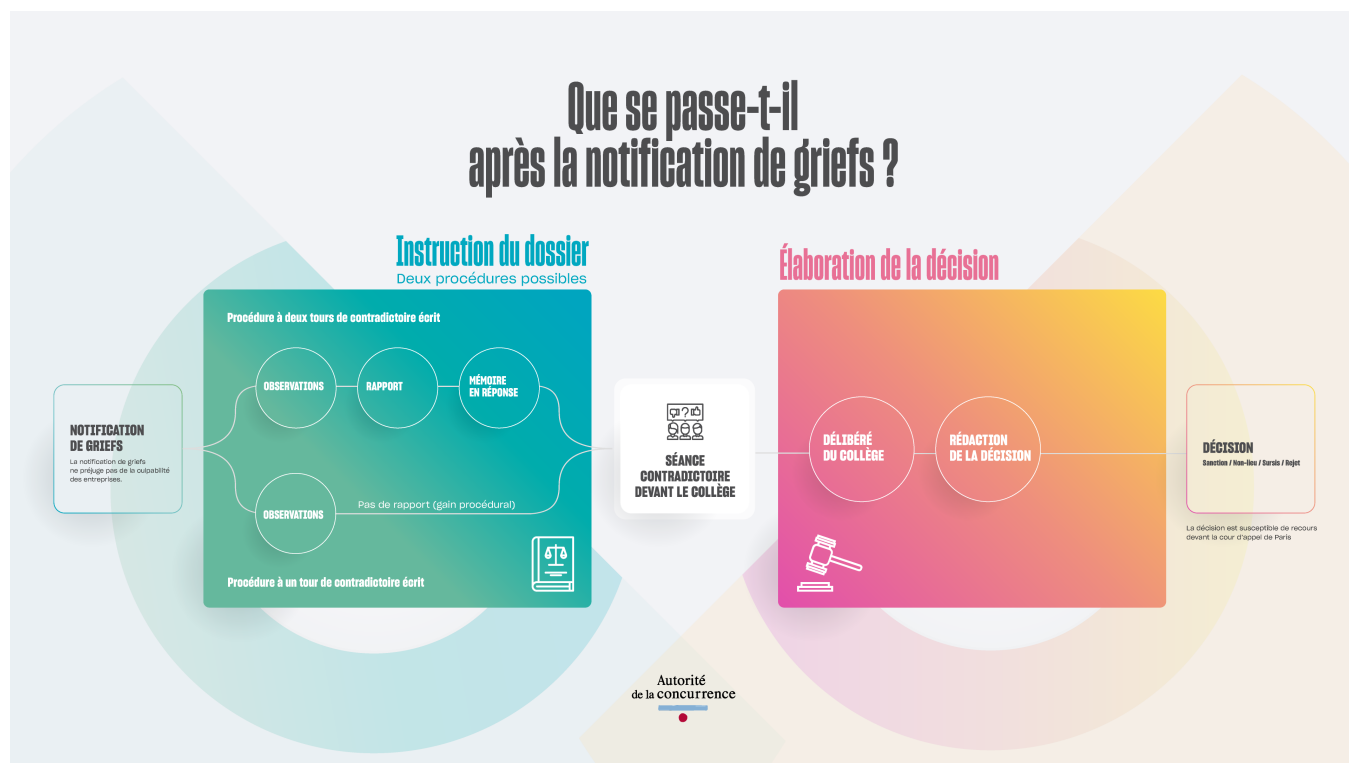 Que se passe-t-il
après la notification de griefs ?
Instruction du dossier
Deux procédures possibles
Procédure à deux tours de contradictoire écrit
OBSERVATIONS
RAPPORT
MÉMOIRE
EN RÉPONSE
NOTIFICATION
DE GRIEFS
La notification de griefs
ne préjuge pas de la culpabilité
des entreprises.
OBSERVATIONS
Pas de rapport (gain procédural)
Procédure à un tour de contradictoire écrit
?
SÉANCE
CONTRADICTOIRE
DEVANT LE COLLÈGE
Élaboration de la décision
DÉLIBÉRÉ
DU COLLÈGE
RÉDACTION
DE LA DÉCISION
DÉCISION
Sanction / Non-lieu / Sursis / Rejet
La décision est susceptible de recours
devant la cour d'appel de Paris
Autorité
de la concurrence